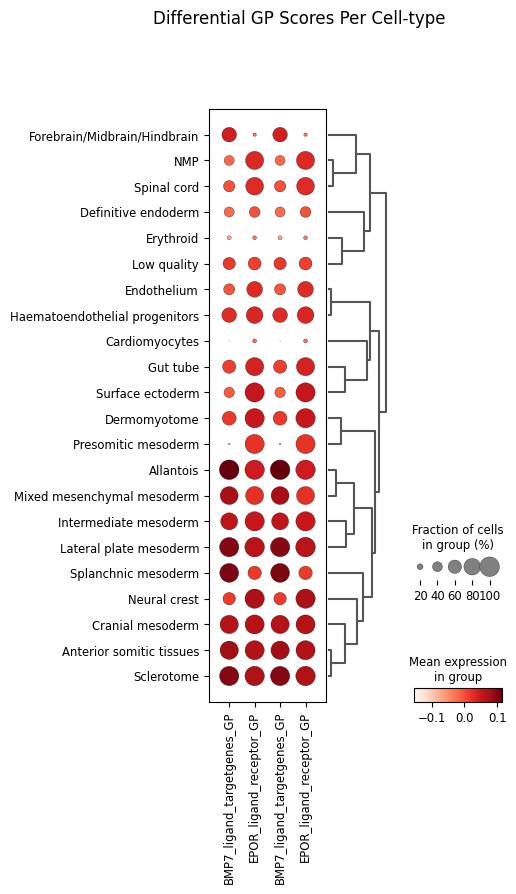 Differential GP Scores Per Cell-type
Forebrain/Midbrain/Hindbrain
NMP
Spinal cord
Definitive endoderm
Erythroid
Low quality
Endothelium
Haematoendothelial progenitors
Cardiomyocytes
Gut tube
Surface ectoderm
Dermomyotome
Presomitic mesoderm
Allantois
Mixed mesenchymal mesoderm
Intermediate mesoderm
Lateral plate mesoderm
Splanchnic mesoderm
Neural crest
Cranial mesoderm
Anterior somitic tissues
Sclerotome
BMP7_ligand_targetgenes_GP
EPOR_ligand_receptor_GP
BMP7_ligand_targetgenes_GP
EPOR_ligand_receptor_GP
Fraction of cells
in group (%)
20 40 60 80 100
Mean expression
in group
−0.1 0.0 0.1